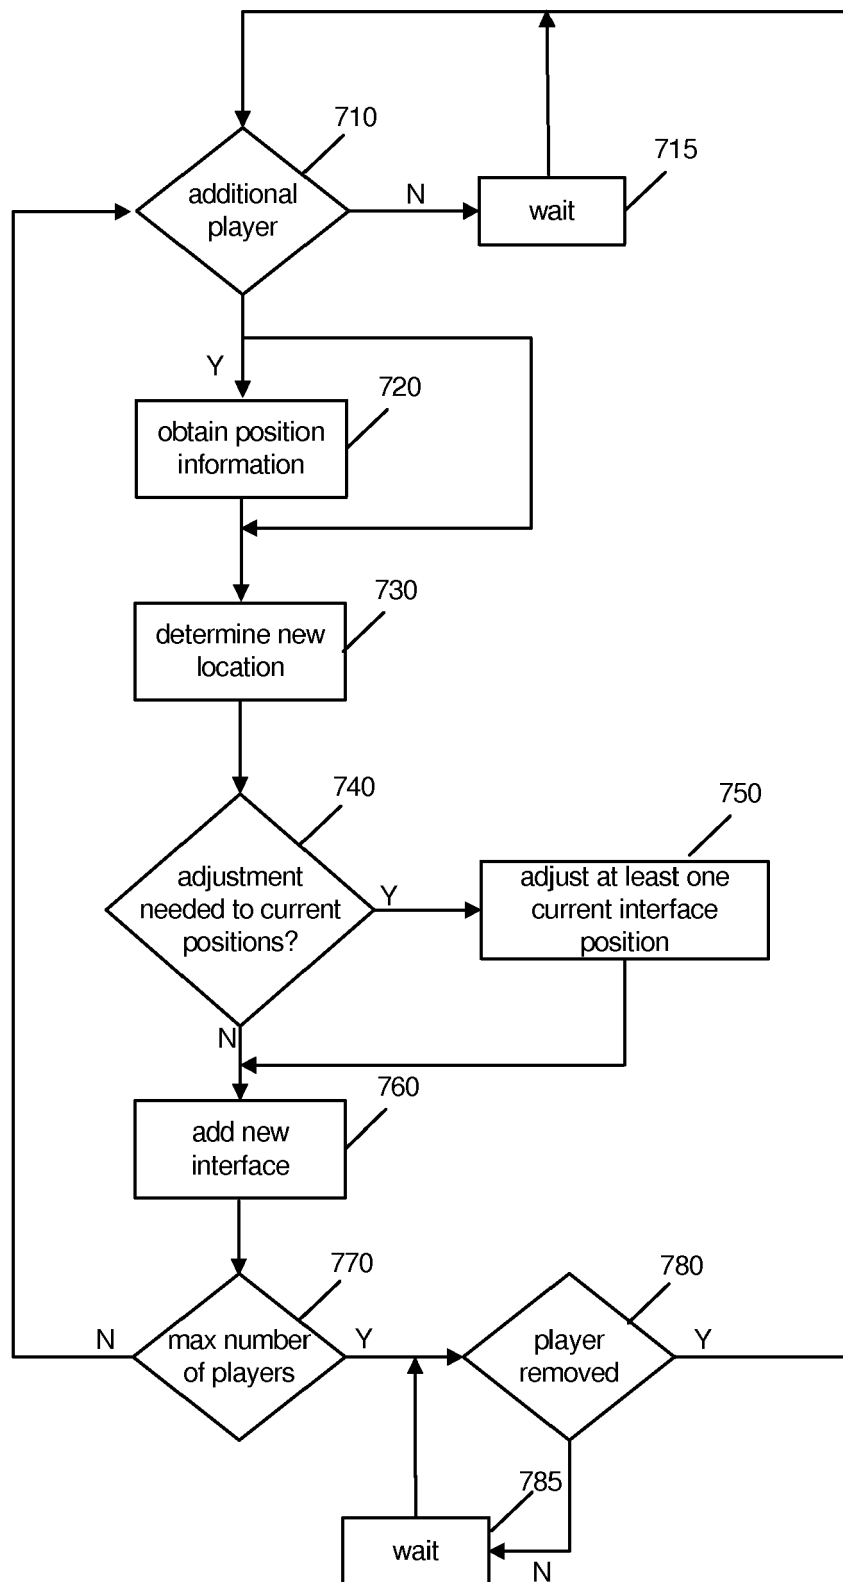 710
additional
player
N
wait
715
Y
720
obtain position
information
730
determine new
location
740
adjustment
needed to current
positions?
Y
750
adjust at least one
current interface
position
N
760
add new
interface
770
max number
of players
N
Y
780
player
removed
Y
785
wait
N